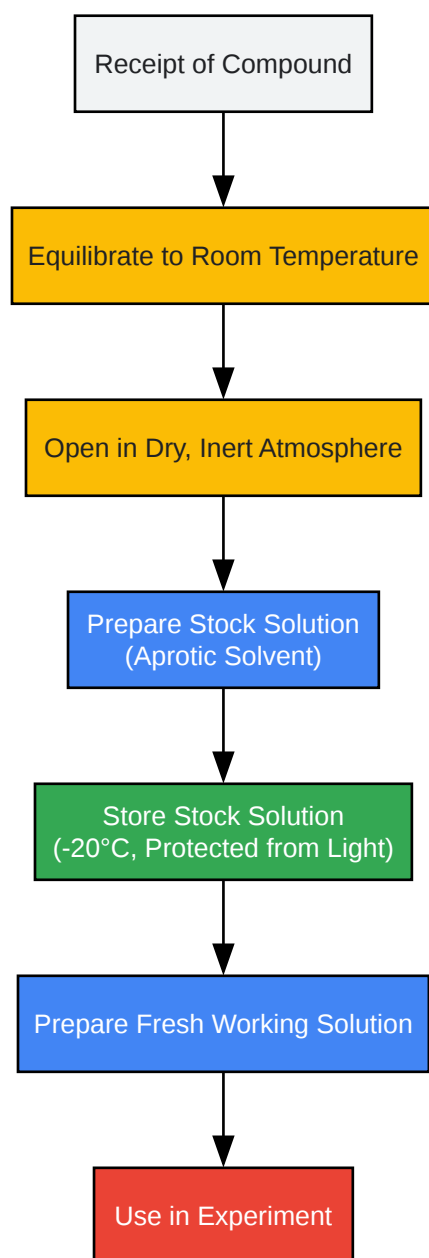 Receipt of Compound
Equilibrate to Room Temperature
Open in Dry, Inert Atmosphere
Prepare Stock Solution
(Aprotic Solvent)
Store Stock Solution
(-20°C, Protected from Light)
Prepare Fresh Working Solution
Use in Experiment